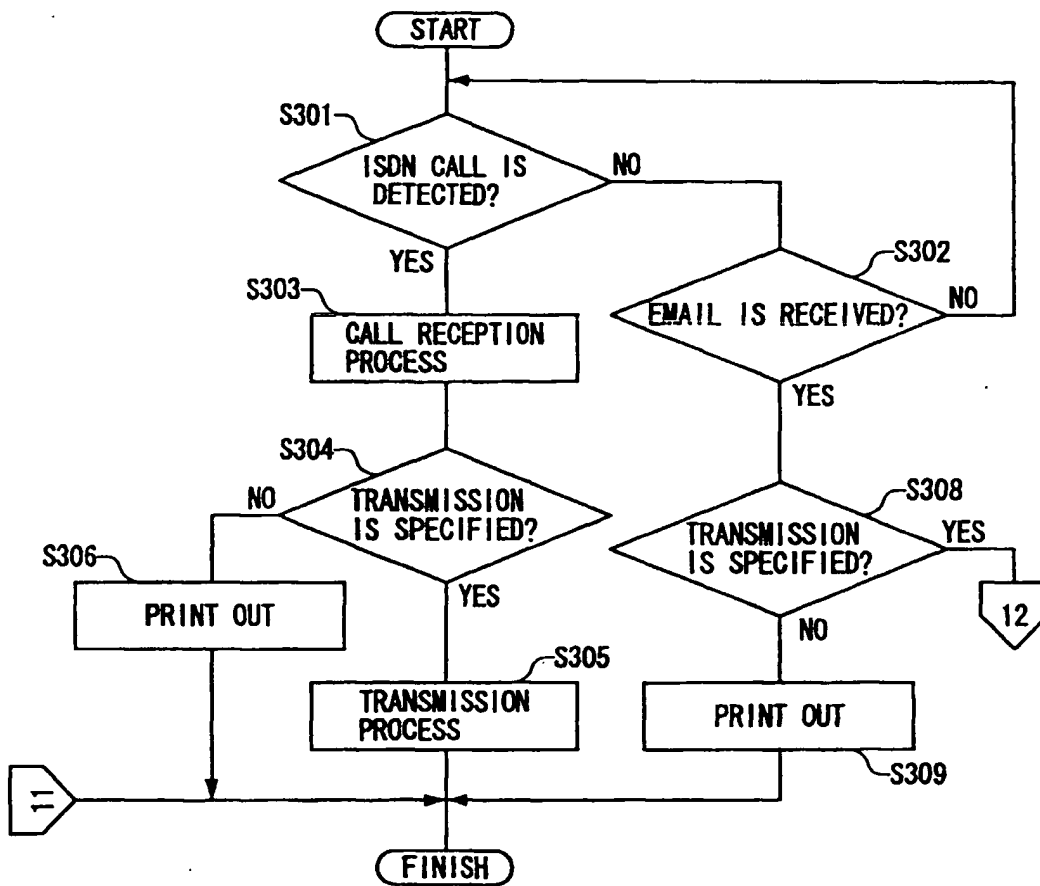 START
S301
ISDN CALL IS
DETECTED?
NO
YES
S302
EMAIL IS RECEIVED?
NO
YES
S303
CALL RECEPTION
PROCESS
S304
TRANSMISSION
IS SPECIFIED?
NO
YES
S308
TRANSMISSION
IS SPECIFIED?
YES
NO
12
S306
PRINT OUT
S305
TRANSMISSION
PROCESS
PRINT OUT
S309
11
FINISH